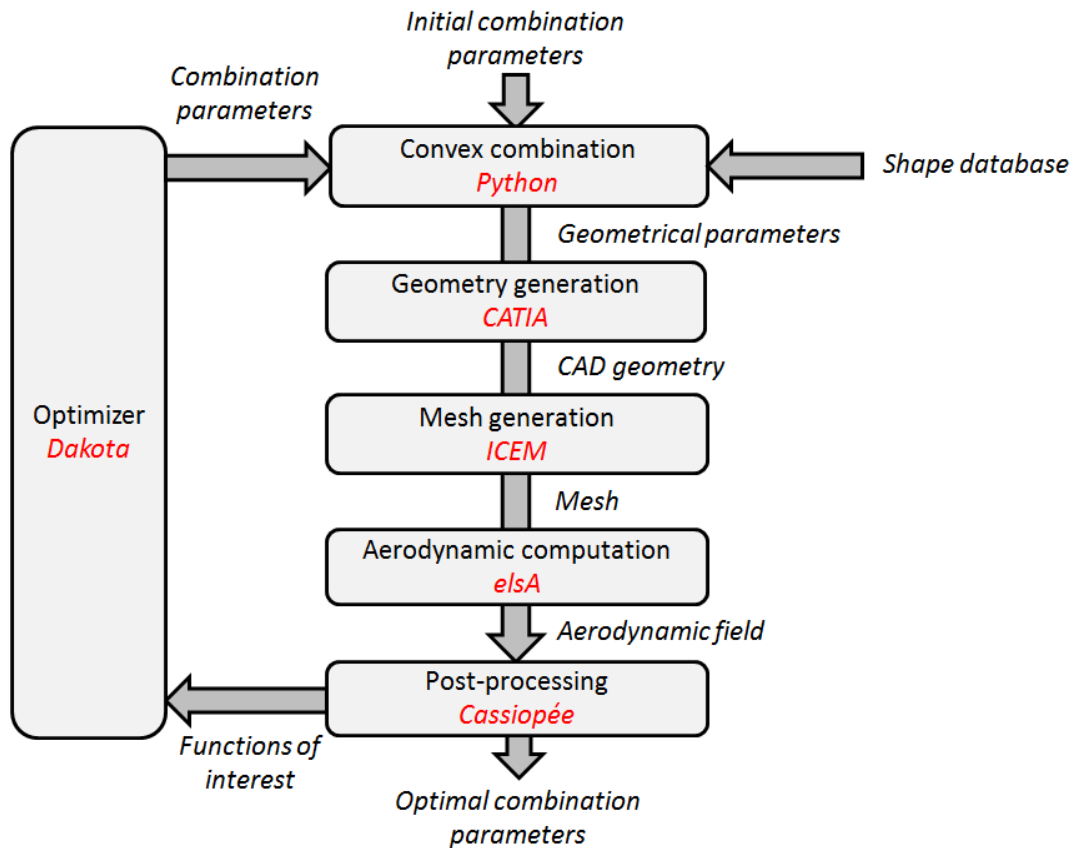 Initial combination
parameters
Combination
parameters
Convex combination
Python
Shape database
Geometrical parameters
Geometry generation
CATIA
CAD geometry
Optimizer
Dakota
Mesh generation
ICEM
Mesh
Aerodynamic computation
elsA
Aerodynamic field
Post-processing
Cassiopée
Functions of
interest
Optimal combination
parameters